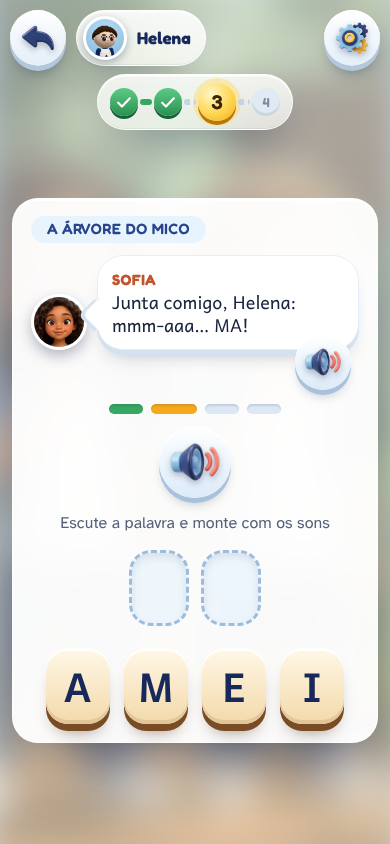 Helena
3
4
A ÁRVORE DO MICO
SOFIA
Junta comigo, Helena:
mmm-aaa... MA!
Escute a palavra e monte com os sons
A M E I